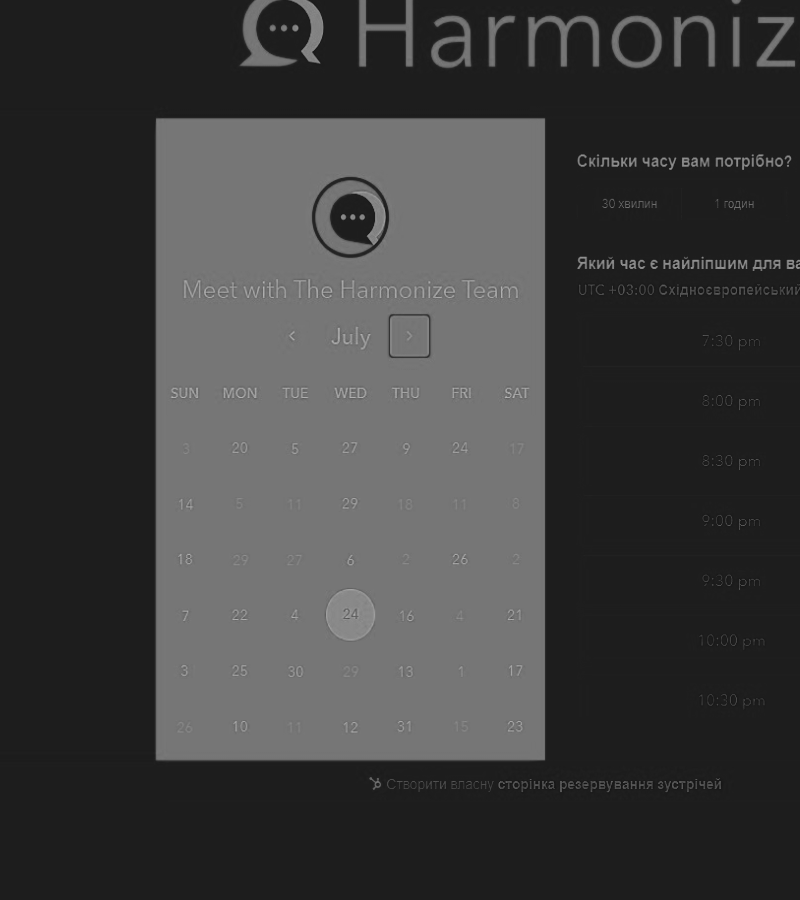 Harmoniz
Meet with The Harmonize Team
July
SUN MON TUE WED THU FRI SAT
3 20 5 27 9 24 17
14 5 11 29 18 11 8
18 29 27 6 2 26 2
7 22 4 24 16 4 21
3 25 30 29 13 1 17
26 10 11 12 31 15 23
Скільки часу вам потрібно?
30 хвилин 1 годин
Який час є найліпшим для ва
UTC +03:00 Східноєвропейський
7:30 pm
8:00 pm
8:30 pm
9:00 pm
9:30 pm
10:00 pm
10:30 pm
Створити власну сторінка резервування зустрічей